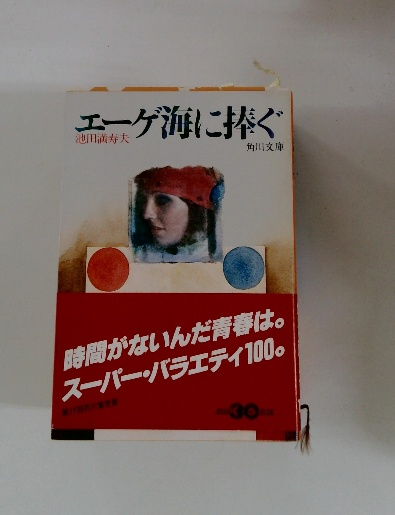 エーゲ海に捧ぐ
池田満寿夫
角川文庫
時間がないんだ青春は。
スーパー・バラエティ100。